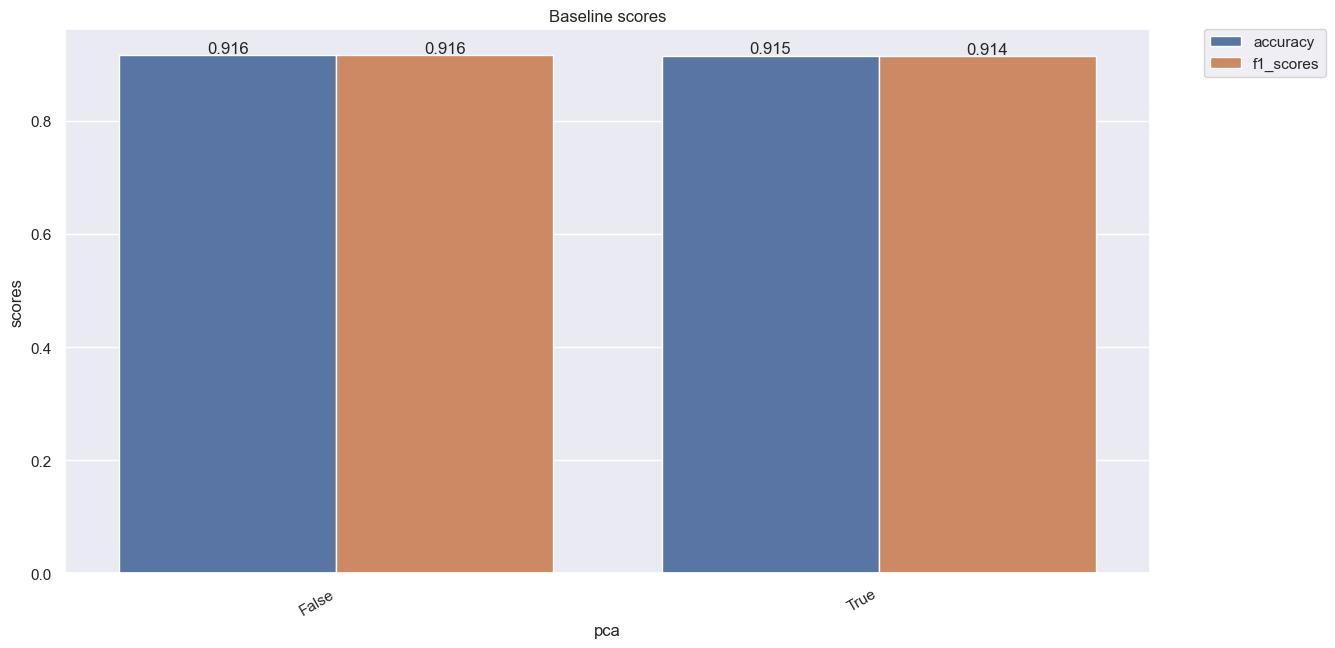 Baseline scores
accuracy
f1_scores
0.916
0.916
0.915
0.914
0.8
0.6
0.4
0.2
0.0
scores
False
True
pca